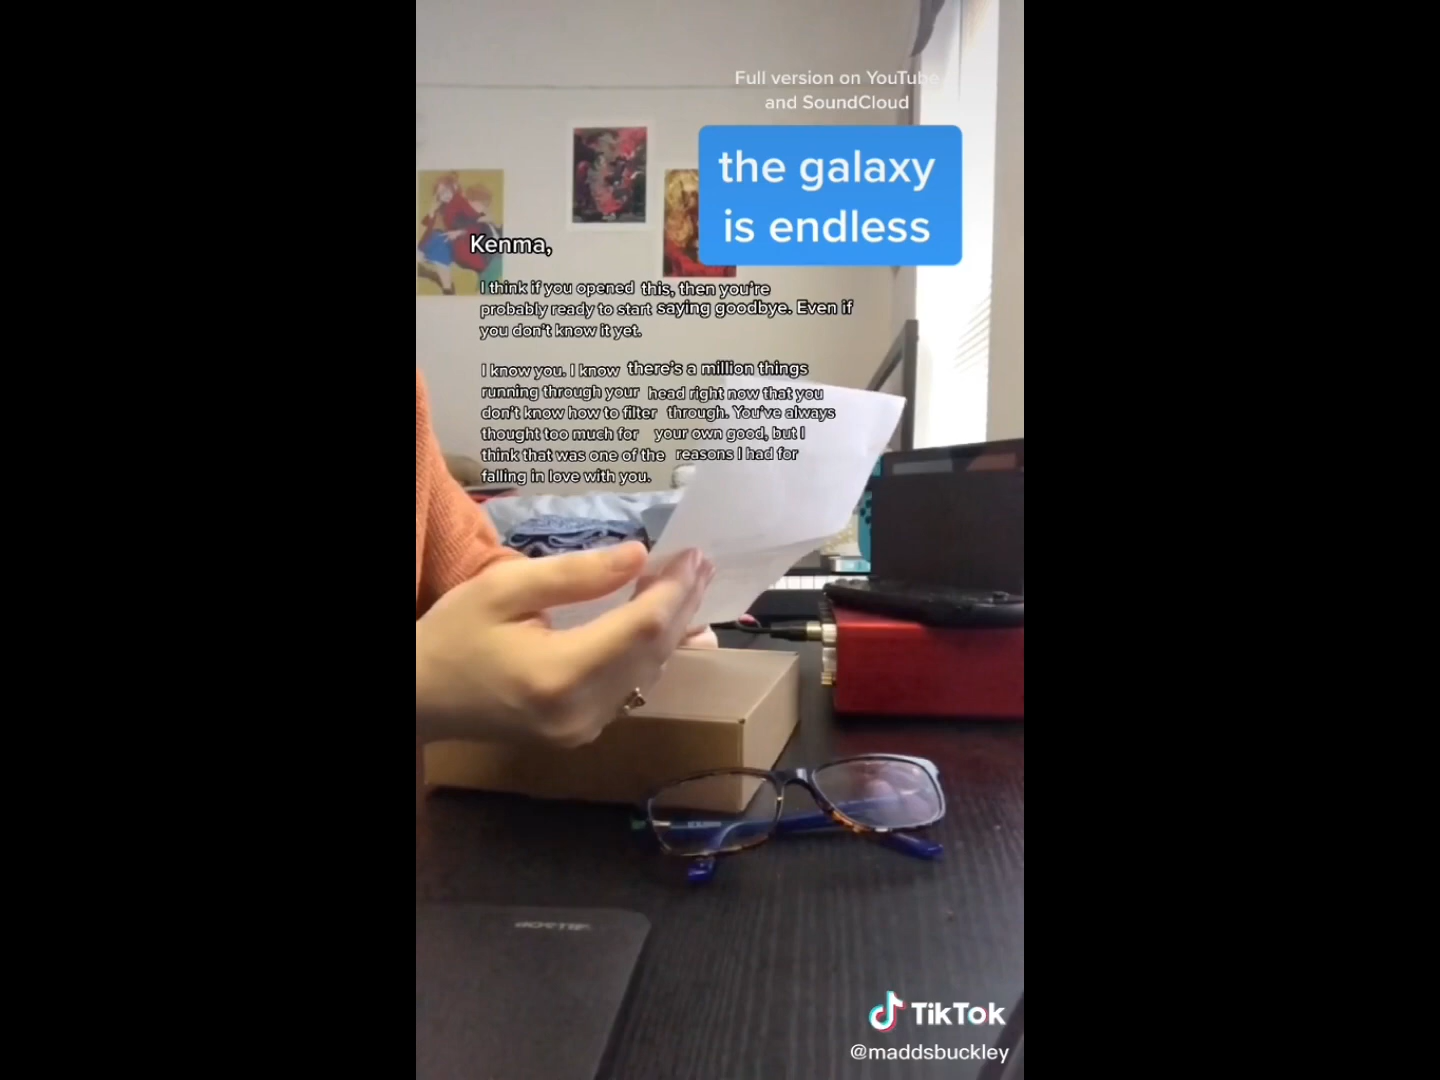 Full version on YouTube
and SoundCloud
the galaxy
is endless
Kenma,
I think if you opened this, then you're
probably ready to start saying goodbye. Even if
you don't know it yet.
I know you. I know there's a million things
running through your head right now that you
don't know how to filter through. You've always
thought too much for your own good, but I
think that was one of the reasons I had for
falling in love with you.
TikTok
@maddsbuckley